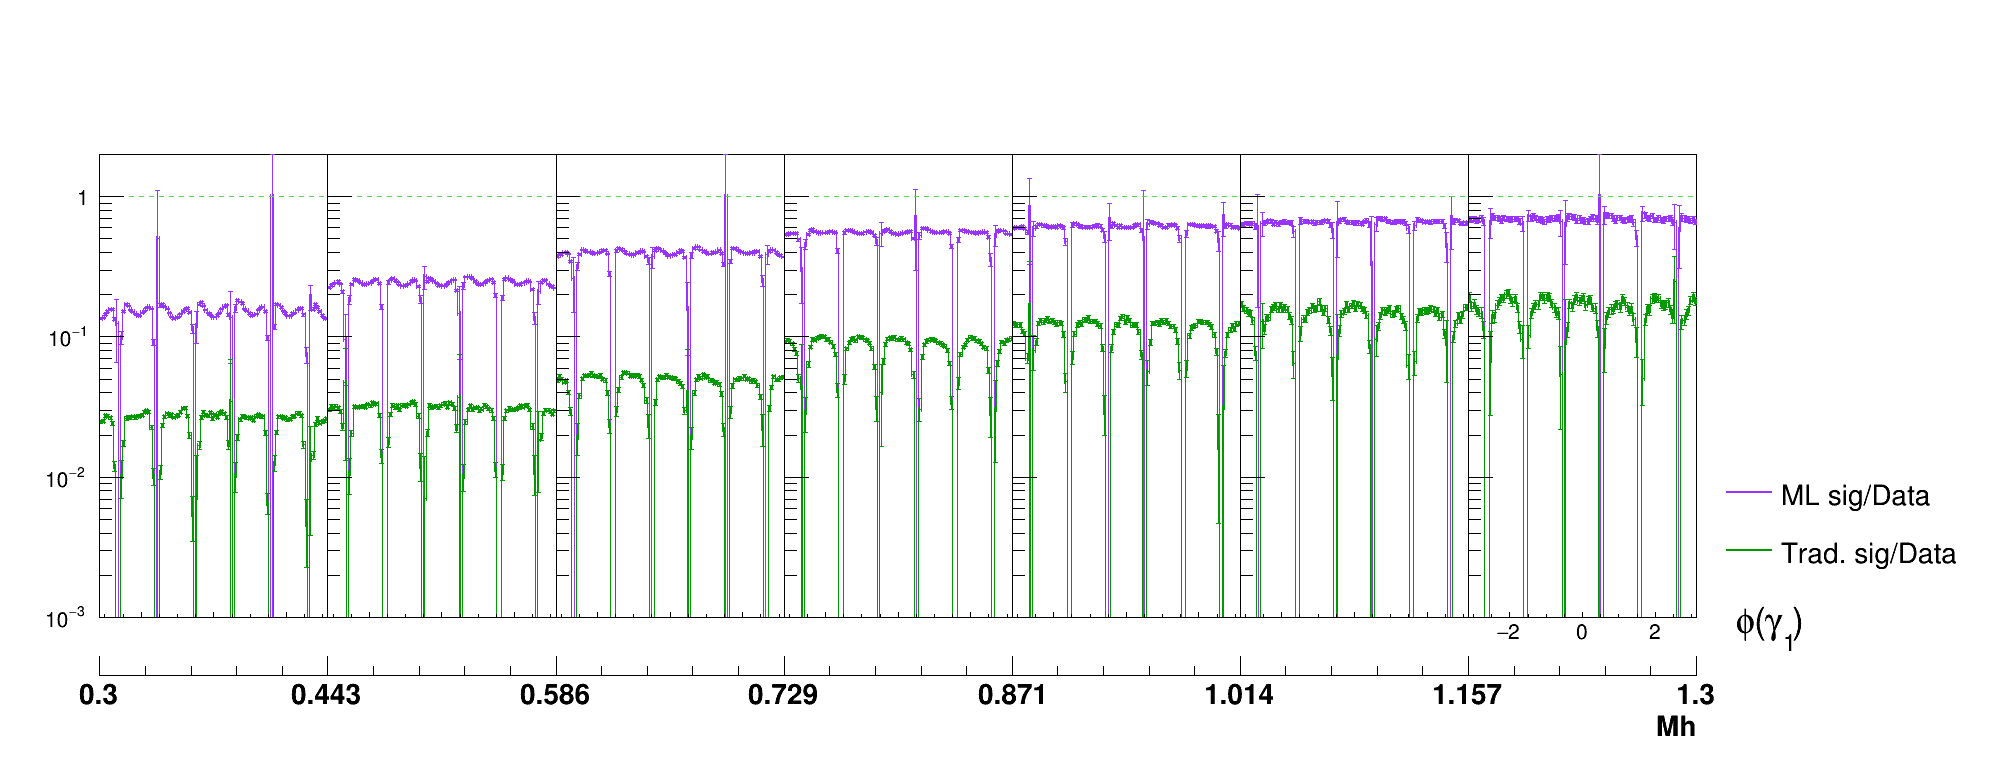 1
10⁻¹
10⁻²
10⁻³
ML sig/Data
Trad. sig/Data
−2 0 2
ϕ(γ₁)
0.3 0.443 0.586 0.729 0.871 1.014 1.157 1.3
Mh